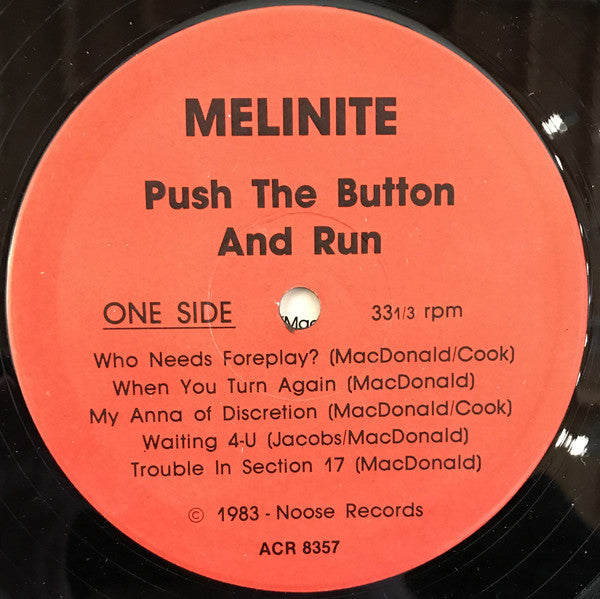 MELINITE
Push The Button
And Run
ONE SIDE
33 1/3 rpm
(Mac
Who Needs Foreplay? (MacDonald/Cook)
When You Turn Again (MacDonald)
My Anna of Discretion (MacDonald/Cook)
Waiting 4-U (Jacobs/MacDonald)
Trouble In Section 17 (MacDonald)
© 1983 - Noose Records
ACR 8357